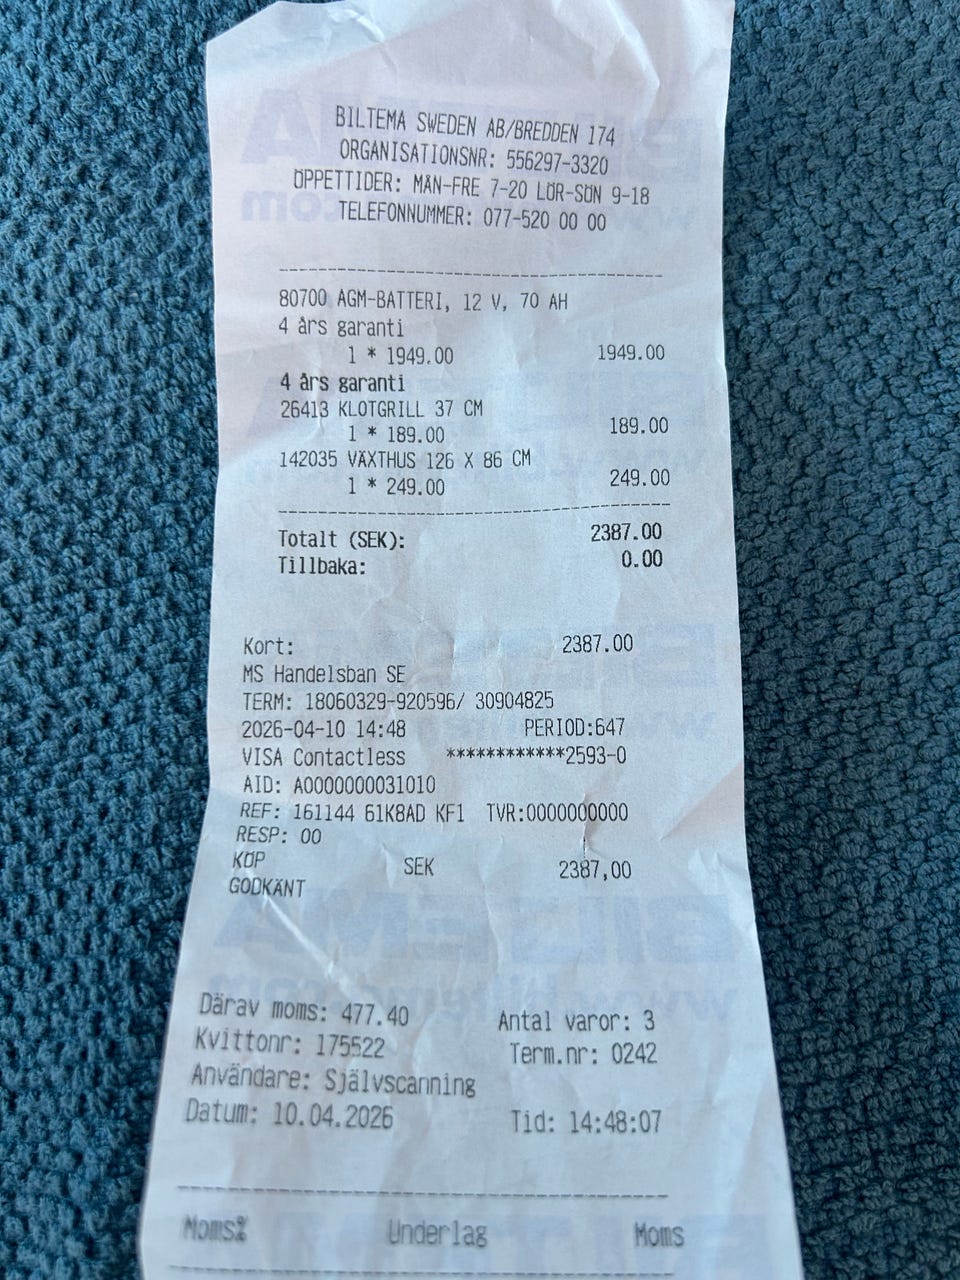 BILTEMA SWEDEN AB/BREDDEN 174
ORGANISATIONSNR: 556297-3320
ÖPPETTIDER: MÅN-FRE 7-20 LÖR-SÖN 9-18
TELEFONNUMMER: 077-520 00 00
80700 AGM-BATTERI, 12 V, 70 AH
4 års garanti
1 * 1949.00 1949.00
4 års garanti
26413 KLOTGRILL 37 CM
1 * 189.00 189.00
142035 VÄXTHUS 126 X 86 CM
1 * 249.00 249.00
Totalt (SEK): 2387.00
Tillbaka: 0.00
Kort: 2387.00
MS Handelsban SE
TERM: 18060329-920596/ 30904825
2026-04-10 14:48 PERIOD:647
VISA Contactless ************2593-0
AID: A0000000031010
REF: 161144 61K8AD KF1 TVR:0000000000
RESP: 00
KÖP SEK 2387,00
GODKÄNT
Därav moms: 477.40 Antal varor: 3
Kvittonr: 175522 Term.nr: 0242
Användare: Självscanning
Datum: 10.04.2026 Tid: 14:48:07
Moms% Underlag Moms